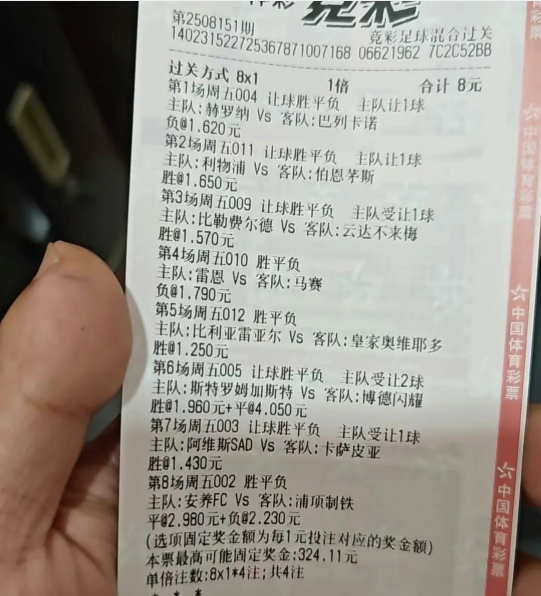 竞彩
第2508151期 竞彩足球混合过关
140231522725367871007168 06621962 7C2C52BB
过关方式 8x1 1倍 合计 8元
第1场周五004 让球胜平负 主队让1球
主队:赫罗纳 Vs 客队:巴列卡诺
负@1.620元
第2场周五011 让球胜平负 主队让1球
主队:利物浦 Vs 客队:伯恩茅斯
胜@1.650元
第3场周五009 让球胜平负 主队受让1球
主队:比勒费尔德 Vs 客队:云达不来梅
胜@1.570元
第4场周五010 胜平负
主队:雷恩 Vs 客队:马赛
负@1.790元
第5场周五012 胜平负
主队:比利亚雷亚尔 Vs 客队:皇家奥维耶多
胜@1.250元
第6场周五005 让球胜平负 主队受让2球
主队:斯特罗姆加斯特 Vs 客队:博德闪耀
胜@1.960元+平@4.050元
第7场周五003 让球胜平负 主队受让1球
主队:阿维斯SAD Vs 客队:卡萨皮亚
胜@1.430元
第8场周五002 胜平负
主队:安养FC Vs 客队:浦项制铁
平@2.980元+负@2.230元
(选项固定奖金额为每1元投注对应的奖金额)
本票最高可能固定奖金:324.11元
单倍注数:8x1*4注;共4注
中国体育彩票
中国体育彩票
中国体育彩票